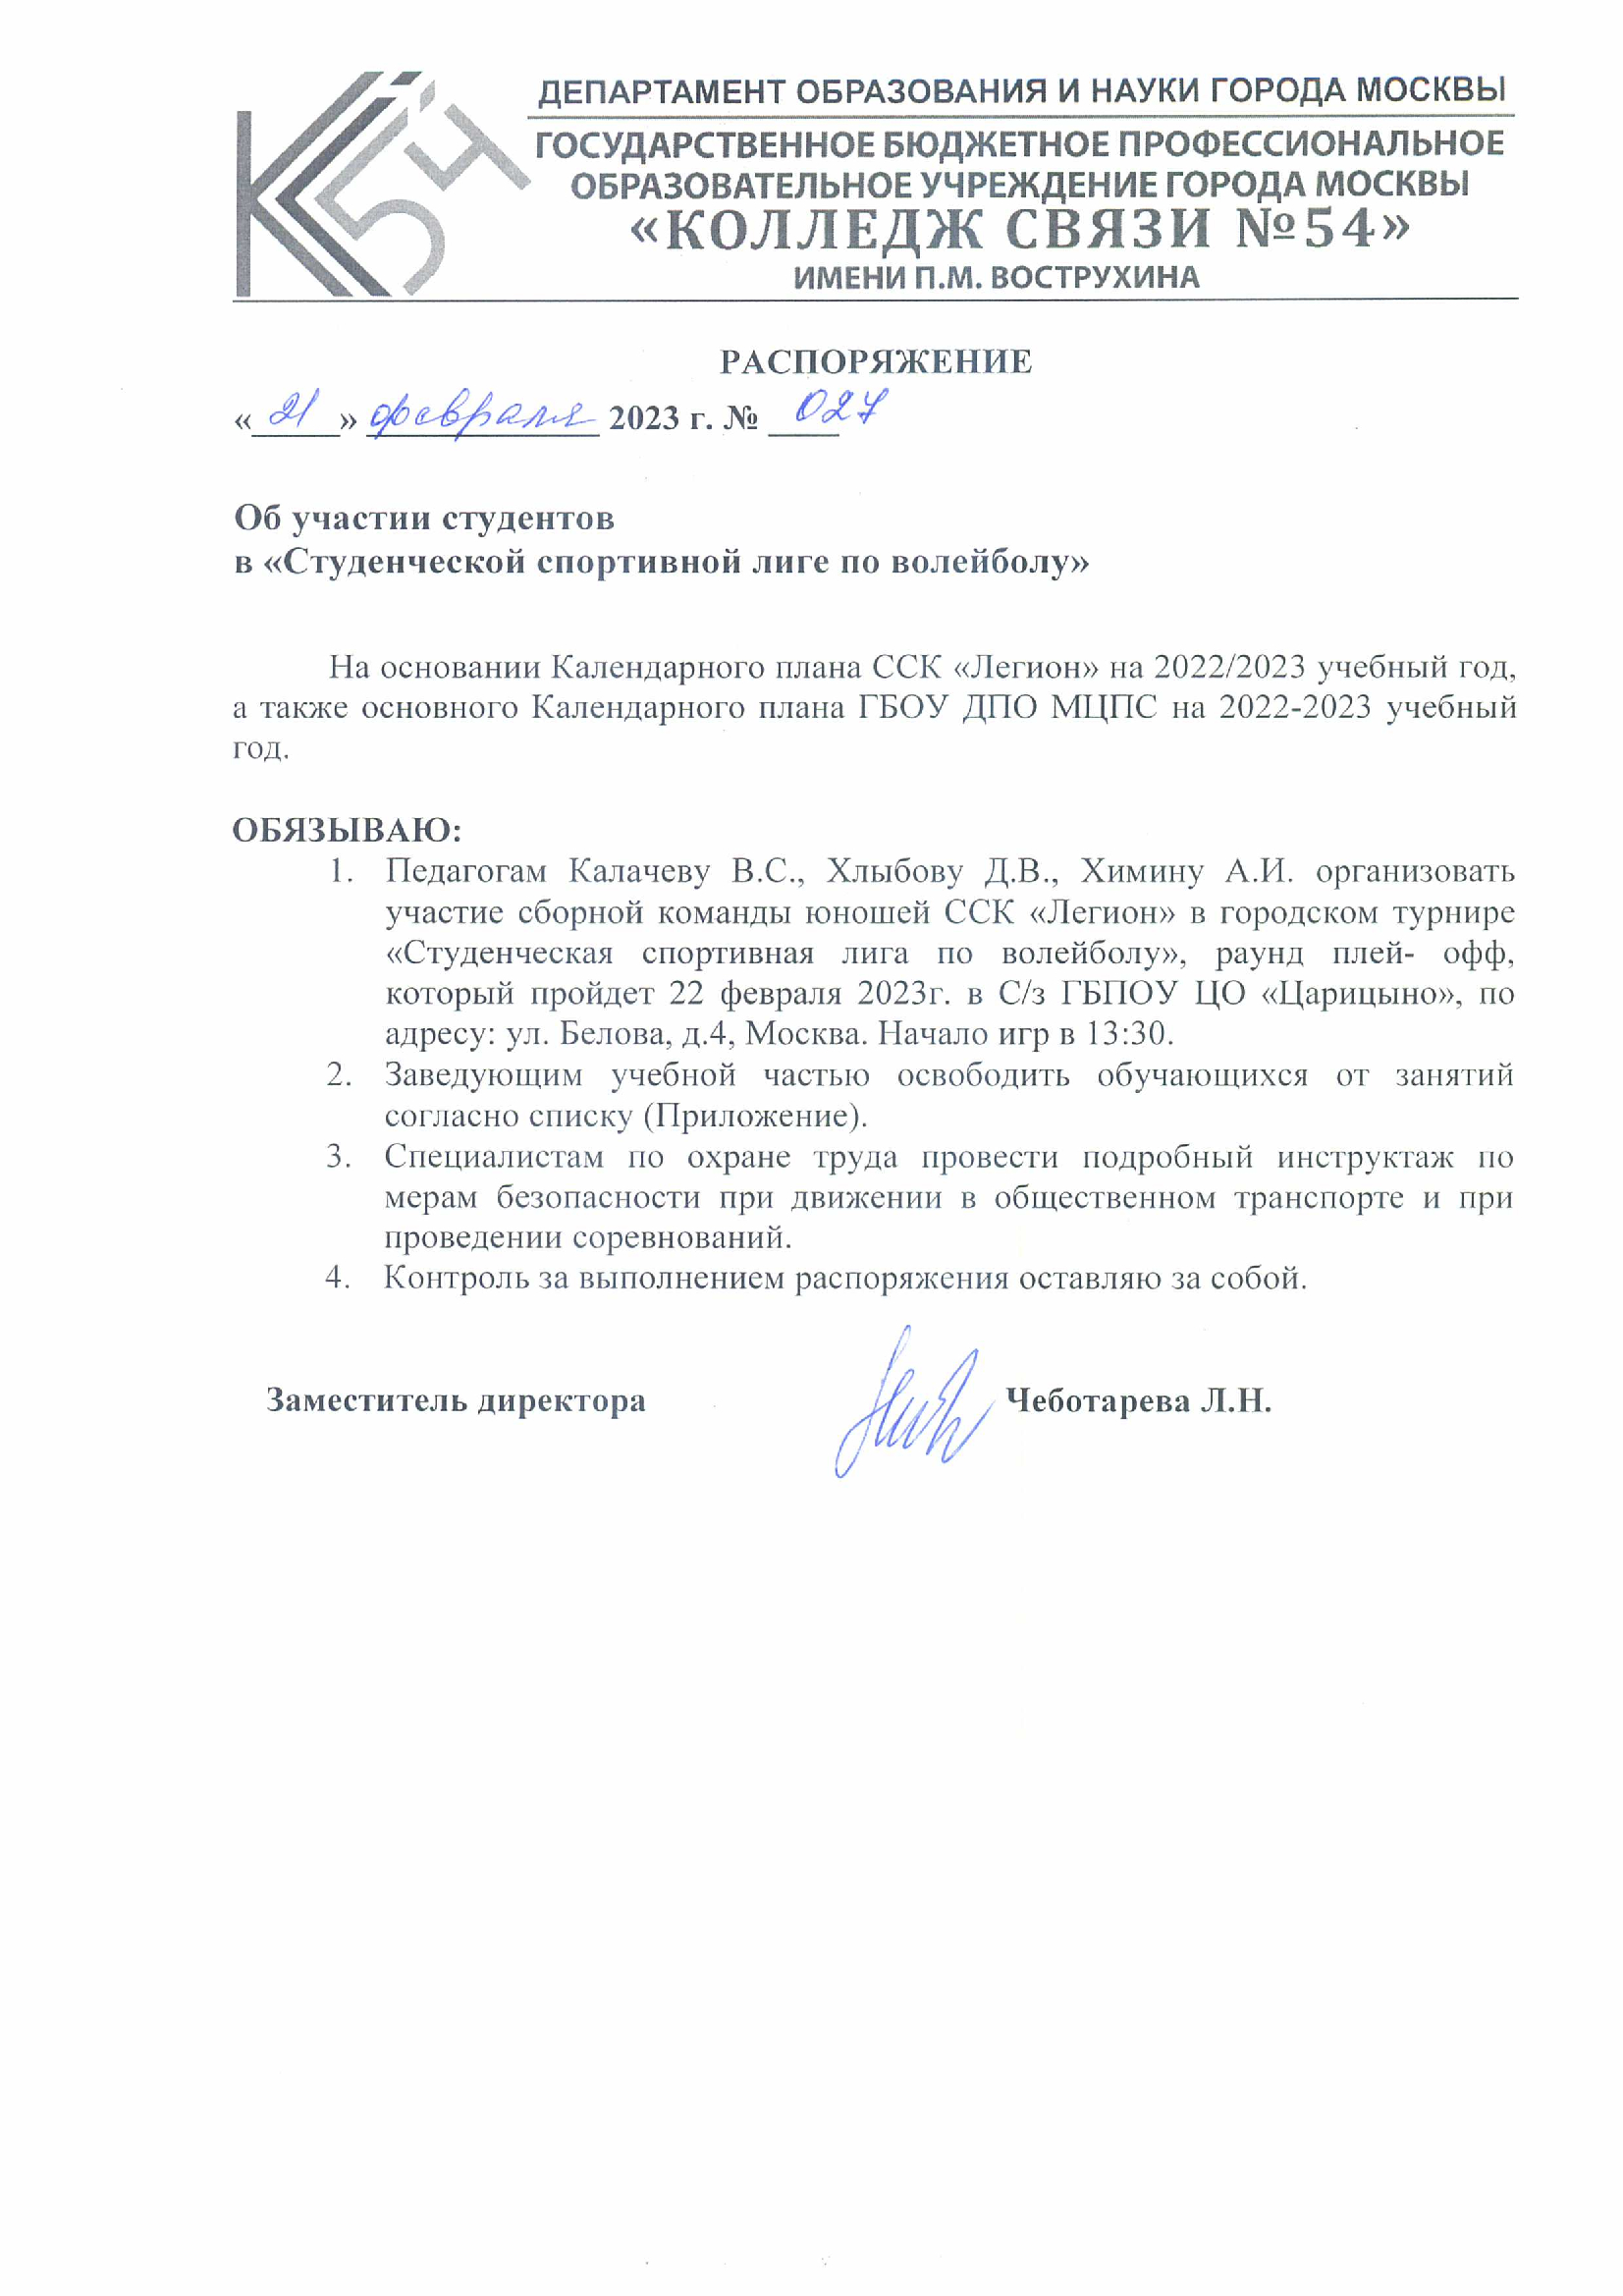 К54
ДЕПАРТАМЕНТ ОБРАЗОВАНИЯ И НАУКИ ГОРОДА МОСКВЫ
ГОСУДАРСТВЕННОЕ БЮДЖЕТНОЕ ПРОФЕССИОНАЛЬНОЕ
ОБРАЗОВАТЕЛЬНОЕ УЧРЕЖДЕНИЕ ГОРОДА МОСКВЫ
«КОЛЛЕДЖ СВЯЗИ №54»
ИМЕНИ П.М. ВОСТРУХИНА
РАСПОРЯЖЕНИЕ
«21» февраля 2023 г. № 027
Об участии студентов
в «Студенческой спортивной лиге по волейболу»
На основании Календарного плана ССК «Легион» на 2022/2023 учебный год,
а также основного Календарного плана ГБОУ ДПО МЦПС на 2022-2023 учебный
год.
ОБЯЗЫВАЮ:
1. Педагогам Калачеву В.С., Хлыбову Д.В., Химину А.И. организовать
участие сборной команды юношей ССК «Легион» в городском турнире
«Студенческая спортивная лига по волейболу», раунд плей- офф,
который пройдет 22 февраля 2023г. в С/з ГБПОУ ЦО «Царицыно», по
адресу: ул. Белова, д.4, Москва. Начало игр в 13:30.
2. Заведующим учебной частью освободить обучающихся от занятий
согласно списку (Приложение).
3. Специалистам по охране труда провести подробный инструктаж по
мерам безопасности при движении в общественном транспорте и при
проведении соревнований.
4. Контроль за выполнением распоряжения оставляю за собой.
Заместитель директора Чеботарева Л.Н.